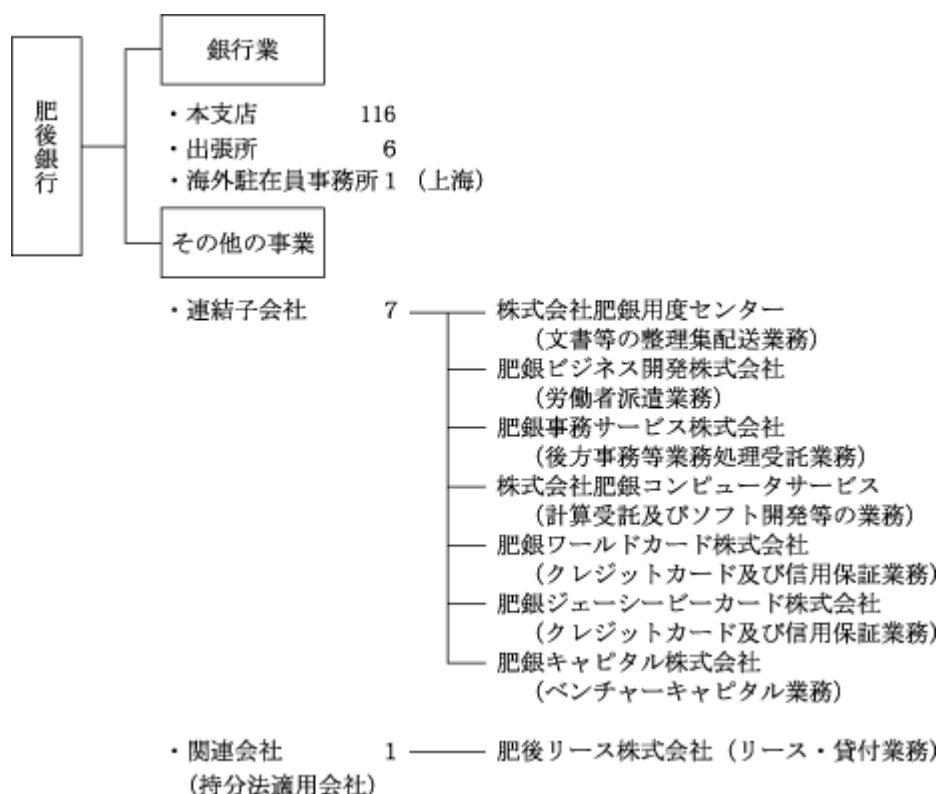 肥後銀行
銀行業
・本支店 116
・出張所 6
・海外駐在員事務所 1 (上海)
その他の事業
・連結子会社 7
株式会社肥銀用度センター
(文書等の整理集配送業務)
肥銀ビジネス開発株式会社
(労働者派遣業務)
肥銀事務サービス株式会社
(後方事務等業務処理受託業務)
株式会社肥銀コンピュータサービス
(計算受託及びソフト開発等の業務)
肥銀ワールドカード株式会社
(クレジットカード及び信用保証業務)
肥銀ジェーシービーカード株式会社
(クレジットカード及び信用保証業務)
肥銀キャピタル株式会社
(ベンチャーキャピタル業務)
・関連会社 1 肥後リース株式会社 (リース・貸付業務)
(持分法適用会社)